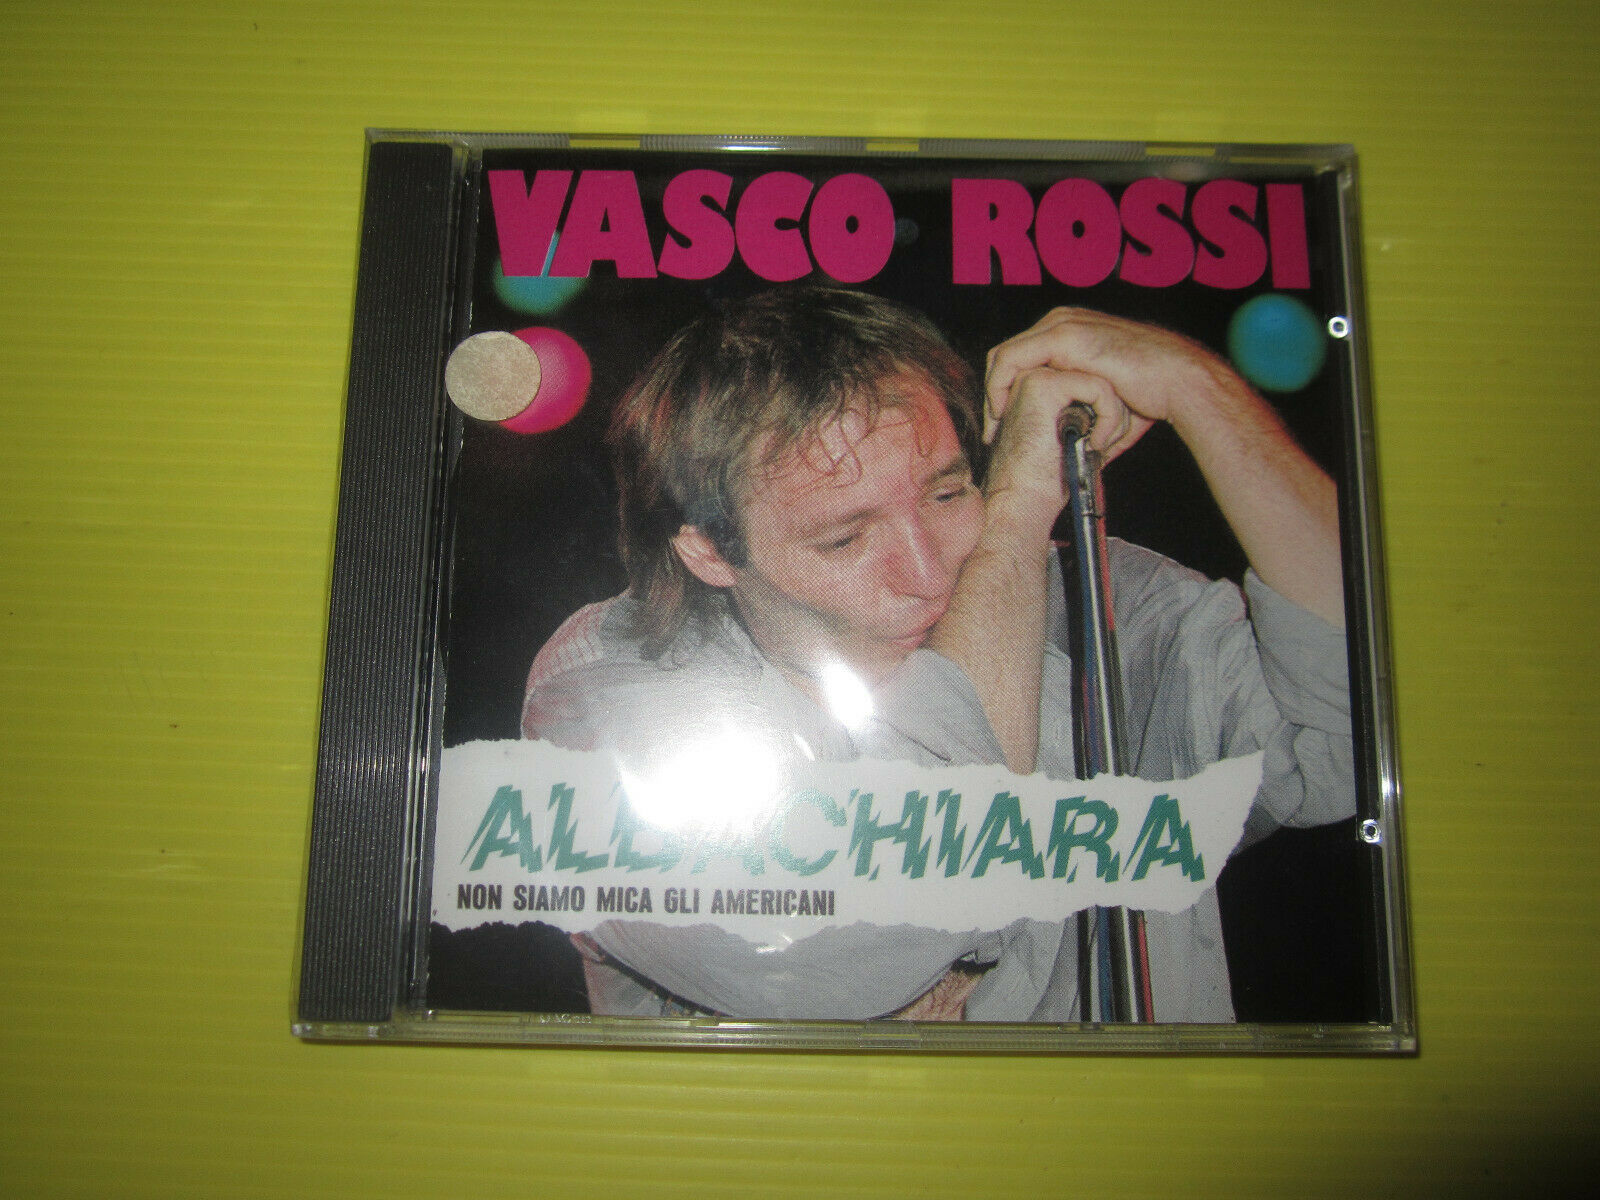 VASCO ROSSI
ALBACHIARA
NON SIAMO MICA GLI AMERICANI